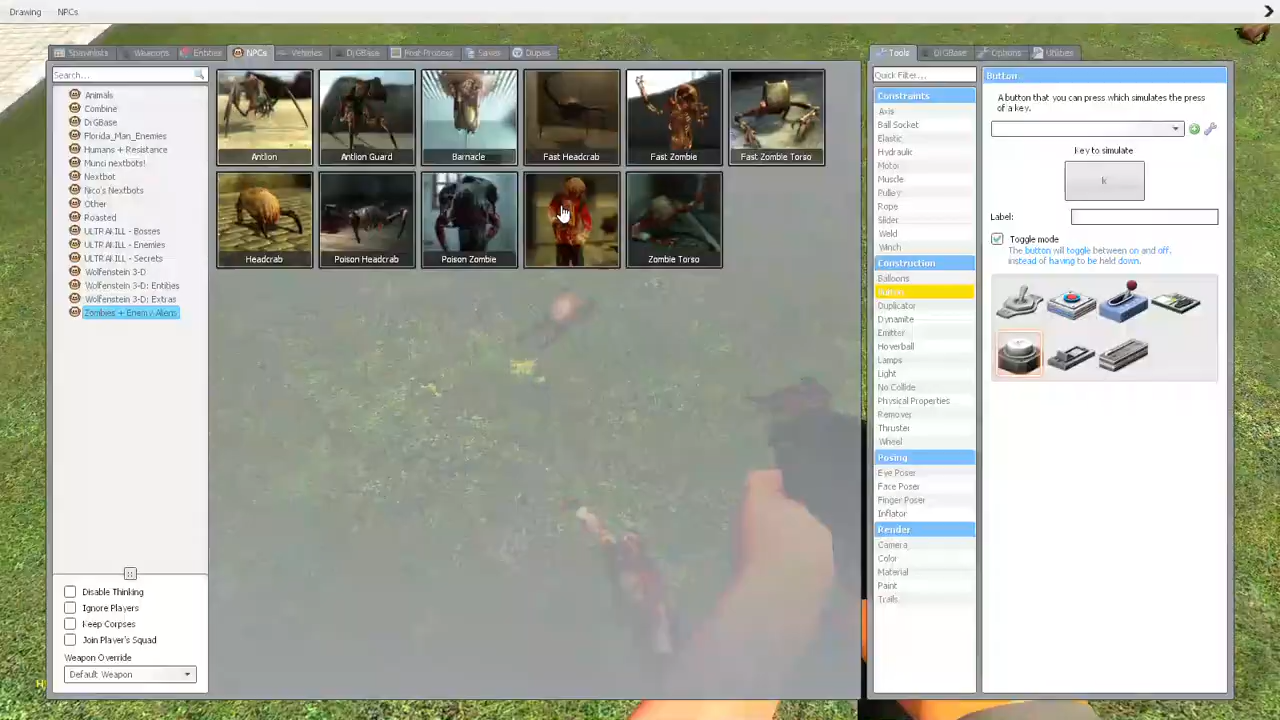 Drawing NPCs
Spawnlists Weapons Entities NPCs Vehicles DiGBase Post-Process Saves Dupes
Search...
Animals
Combine
DiGBase
Florida_Man_Enemies
Humans + Resistance
Munci nextbots!
Nextbot
Nico's Nextbots
Other
Roasted
ULTRAKILL - Bosses
ULTRAKILL - Enemies
ULTRAKILL - Secrets
Wolfenstein 3-D
Wolfenstein 3-D: Entities
Wolfenstein 3-D: Extras
Zombies + Enemy Aliens
Disable Thinking
Ignore Players
Keep Corpses
Join Player's Squad
Weapon Override
Default Weapon
Antlion Antlion Guard Barnacle Fast Headcrab Fast Zombie Fast Zombie Torso
Headcrab Poison Headcrab Poison Zombie Zombie Torso
Tools DiGBase Options Utilities
Quick Filter...
Constraints
Axis
Ball Socket
Elastic
Hydraulic
Motor
Muscle
Pulley
Rope
Slider
Weld
Winch
Construction
Balloons
Button
Duplicator
Dynamite
Emitter
Hoverball
Lamps
Light
No Collide
Physical Properties
Remover
Thruster
Wheel
Posing
Eye Poser
Face Poser
Finger Poser
Inflator
Render
Camera
Color
Material
Paint
Trails
Button
A button that you can press which simulates the press
of a key.
Key to simulate
K
Label:
Toggle mode
The button will toggle between on and off,
instead of having to be held down.